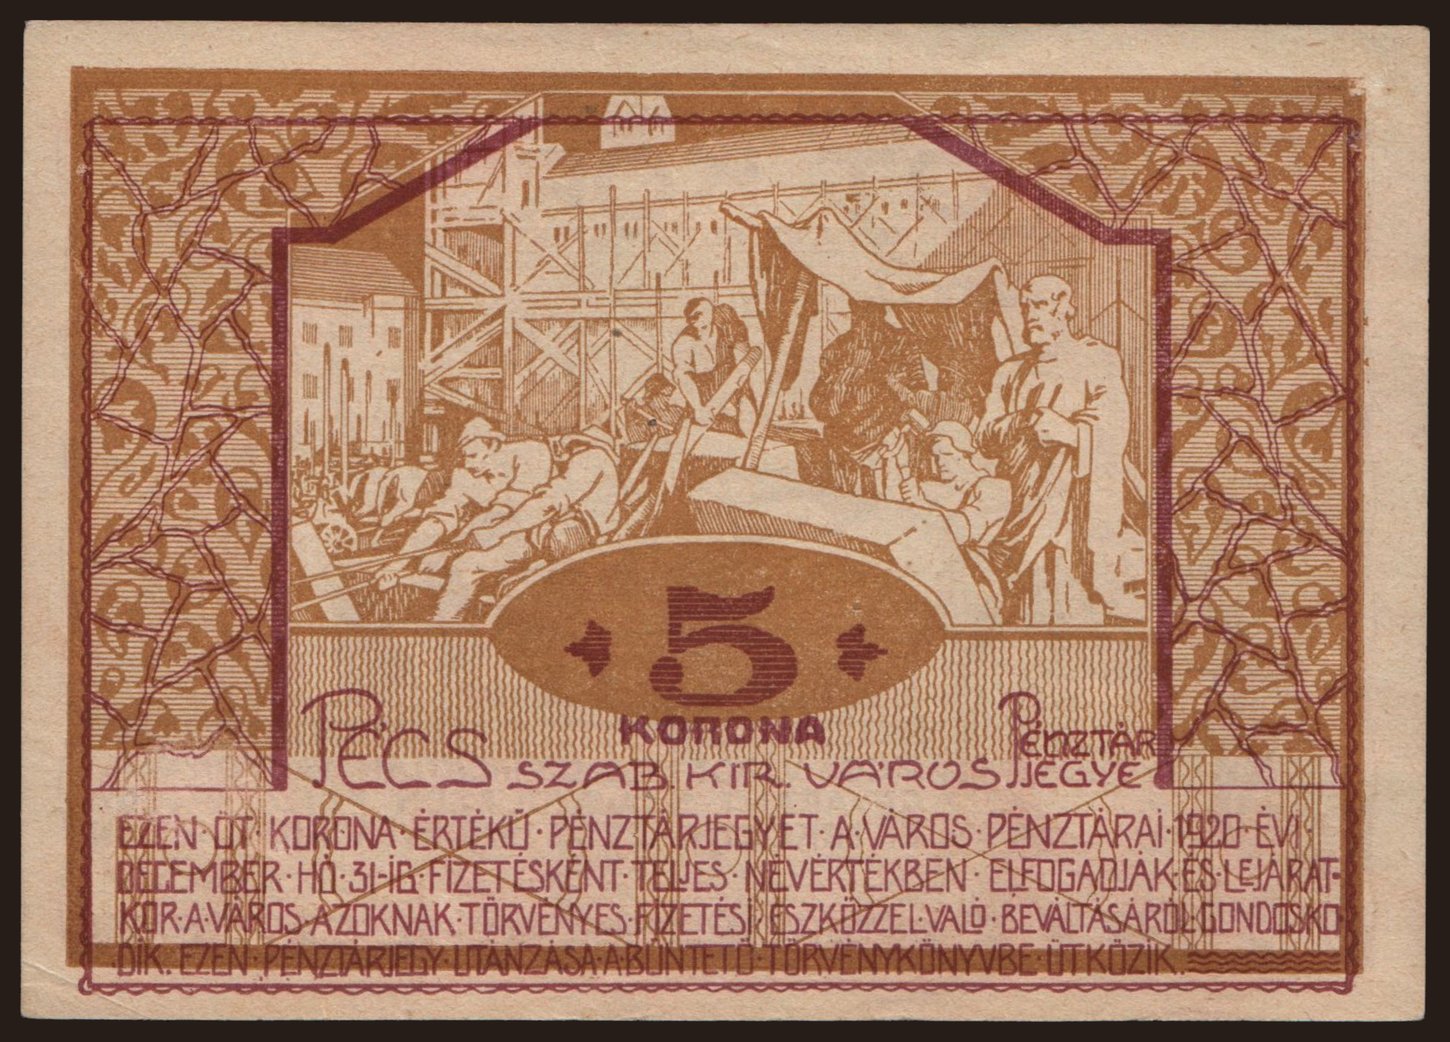 5
KORONA
PÉCS SZAB. KIR. VÁROS PÉNZTÁRJEGYE
EZEN · ÖT · KORONA · ÉRTÉKŰ · PÉNZTÁRJEGYET · A · VÁROS · PÉNZTÁRAI · 1920 · ÉVI
DECEMBER · HÓ · 31-IG · FIZETÉSKÉNT · TELJES · NÉVÉRTÉKBEN · ELFOGADJÁK · ÉS · LEJÁRAT-
KOR · A · VÁROS · AZOKNAK · TÖRVÉNYES · FIZETÉSI · ESZKÖZZEL · VALÓ · BEVÁLTÁSÁRÓL · GONDOSKO-
DIK. EZEN · PÉNZTÁRJEGY · UTÁNZÁSA · A · BÜNTETŐ · TÖRVÉNYKÖNYVBE · ÜTKÖZIK.